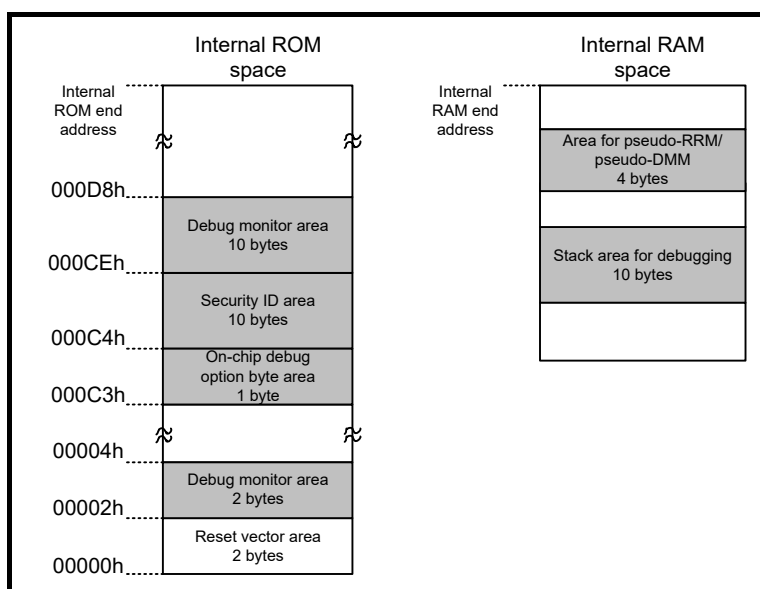 Internal ROM
space
Internal
ROM end
address
000D8h
Debug monitor area
10 bytes
000CEh
Security ID area
10 bytes
000C4h
On-chip debug
option byte area
1 byte
000C3h
00004h
Debug monitor area
2 bytes
00002h
Reset vector area
2 bytes
00000h
Internal RAM
space
Internal
RAM end
address
Area for pseudo-RRM/
pseudo-DMM
4 bytes
Stack area for debugging
10 bytes